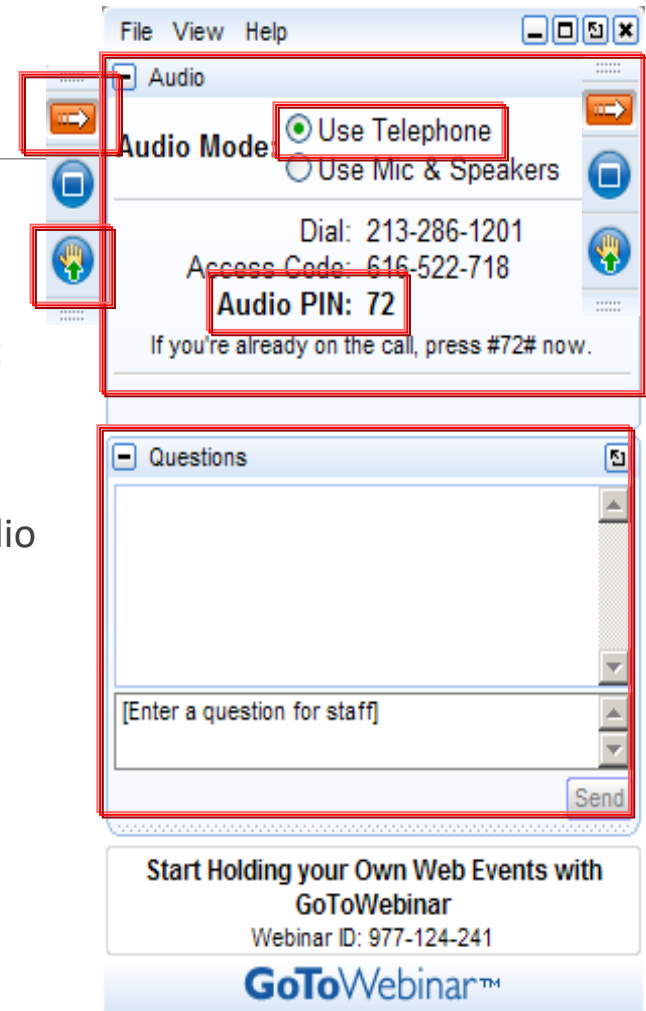 File View Help
Audio
Audio Mode: Use Telephone
Use Mic & Speakers
Dial: 213-286-1201
Access Code: 616-522-718
Audio PIN: 72
If you're already on the call, press #72# now.
Questions
dio
[Enter a question for staff]
Send
Start Holding your Own Web Events with
GoToWebinar
Webinar ID: 977-124-241
GoToWebinar™